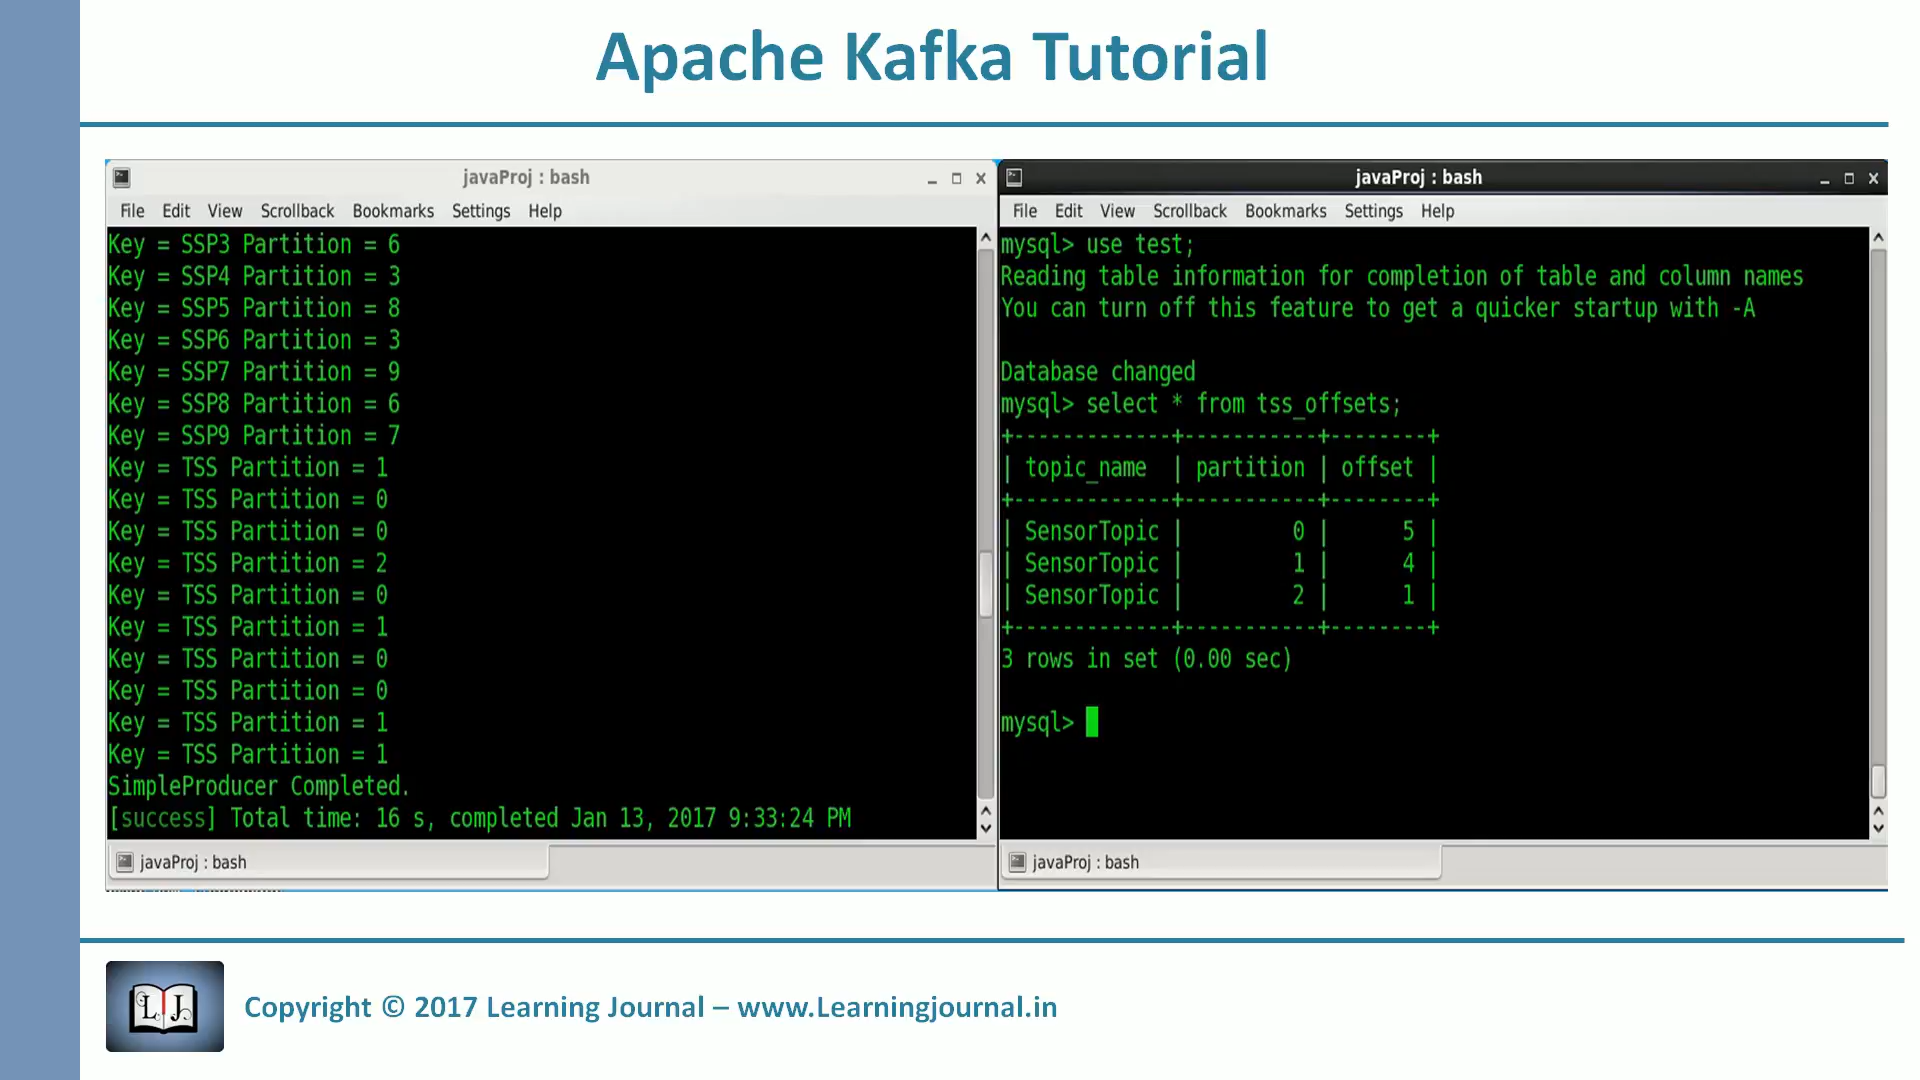 Apache Kafka Tutorial
javaProj : bash
File Edit View Scrollback Bookmarks Settings Help
Key = SSP3 Partition = 6
Key = SSP4 Partition = 3
Key = SSP5 Partition = 8
Key = SSP6 Partition = 3
Key = SSP7 Partition = 9
Key = SSP8 Partition = 6
Key = SSP9 Partition = 7
Key = TSS Partition = 1
Key = TSS Partition = 0
Key = TSS Partition = 0
Key = TSS Partition = 2
Key = TSS Partition = 0
Key = TSS Partition = 1
Key = TSS Partition = 0
Key = TSS Partition = 0
Key = TSS Partition = 1
Key = TSS Partition = 1
SimpleProducer Completed.
[success] Total time: 16 s, completed Jan 13, 2017 9:33:24 PM
javaProj : bash
javaProj : bash
File Edit View Scrollback Bookmarks Settings Help
mysql> use test;
Reading table information for completion of table and column names
You can turn off this feature to get a quicker startup with -A
Database changed
mysql> select * from tss_offsets;
+-------------+-----------+--------+
| topic_name | partition | offset |
+-------------+-----------+--------+
| SensorTopic | 0 | 5 |
| SensorTopic | 1 | 4 |
| SensorTopic | 2 | 1 |
+-------------+-----------+--------+
3 rows in set (0.00 sec)
mysql>
javaProj : bash
LJ
Copyright © 2017 Learning Journal – www.Learningjournal.in